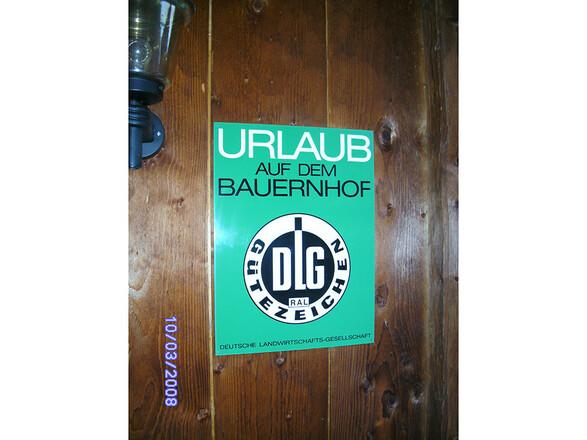 URLAUB
AUF DEM
BAUERNHOF
DLG
RAL
GÜTEZEICHEN
DEUTSCHE LANDWIRTSCHAFTS-GESELLSCHAFT
10/03/2008